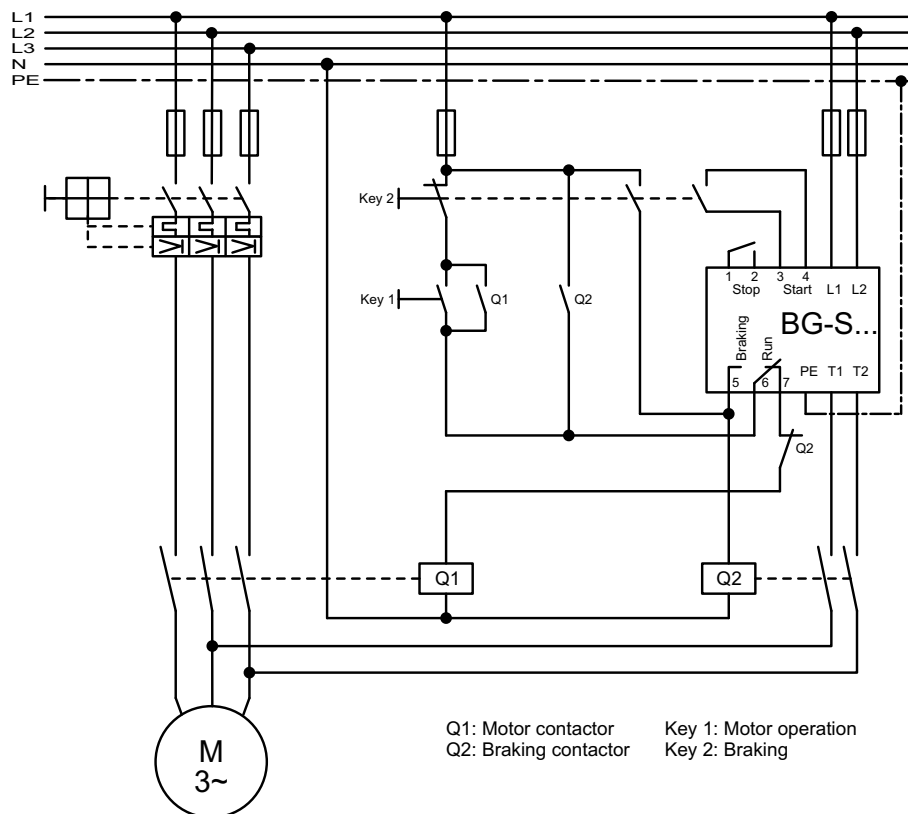 L1
L2
L3
N
PE
Key 2
Key 1
Q1
Q2
1 2 3 4
Stop Start L1 L2
BG-S...
Braking
Run
PE T1 T2
5 6 7
Q2
Q1
Q2
M
3~
Q1: Motor contactor Key 1: Motor operation
Q2: Braking contactor Key 2: Braking